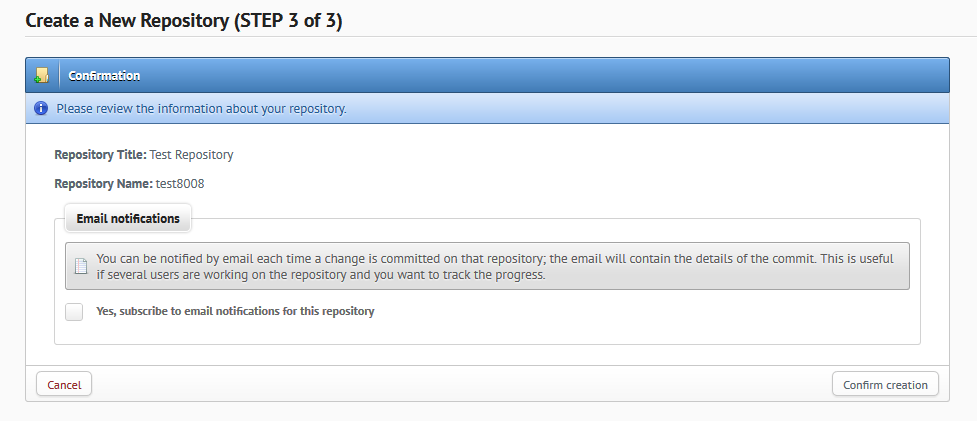 Create a New Repository (STEP 3 of 3)
Confirmation
Please review the information about your repository.
Repository Title: Test Repository
Repository Name: test8008
Email notifications
You can be notified by email each time a change is committed on that repository; the email will contain the details of the commit. This is useful
if several users are working on the repository and you want to track the progress.
Yes, subscribe to email notifications for this repository
Cancel
Confirm creation